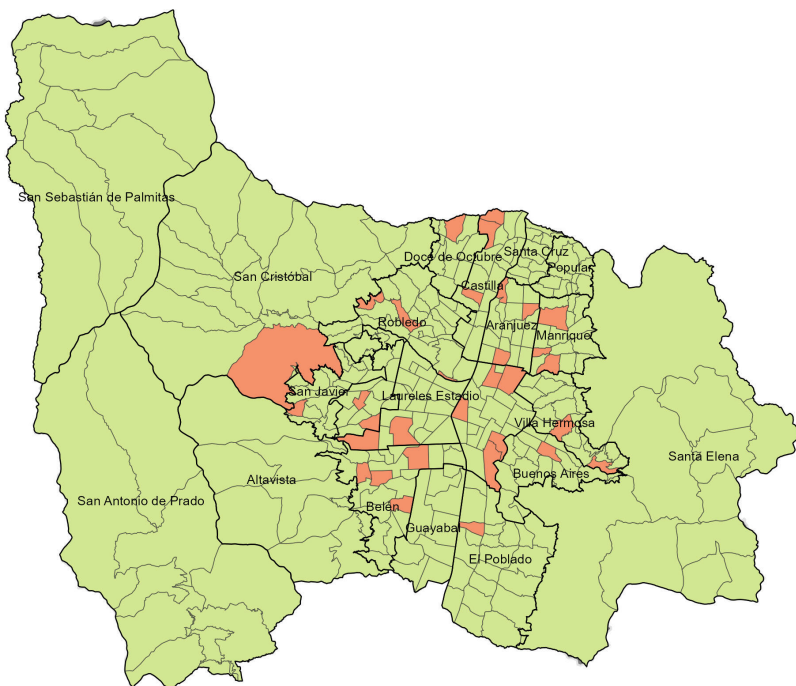 San Sebastián de Palmitas
Doce de Octubre
Santa Cruz
Popular
San Cristóbal
Castilla
Robledo
Aranjuez
Manrique
San Javier
Laureles Estadio
Villa Hermosa
Santa Elena
Buenos Aires
Altavista
San Antonio de Prado
Belén
Guayabal
El Poblado